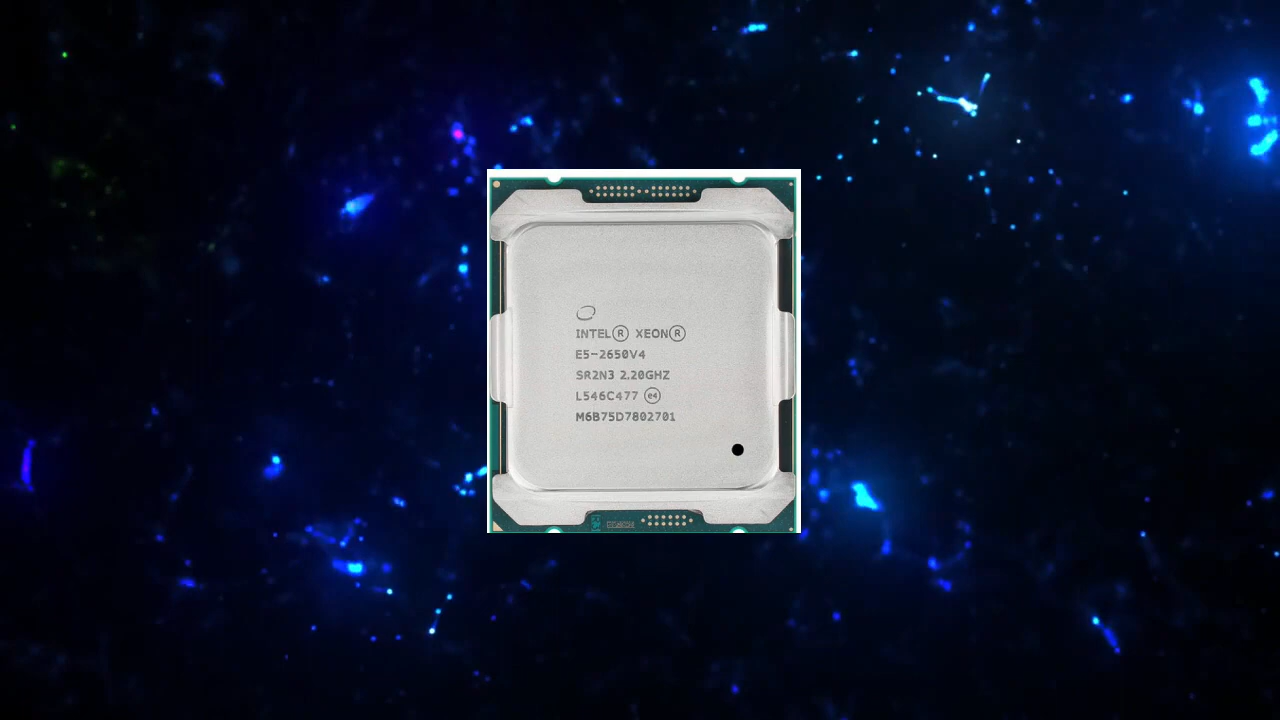 INTEL® XEON®
E5-2650V4
SR2N3 2.20GHZ
L546C477 e4
M6B75D7802701